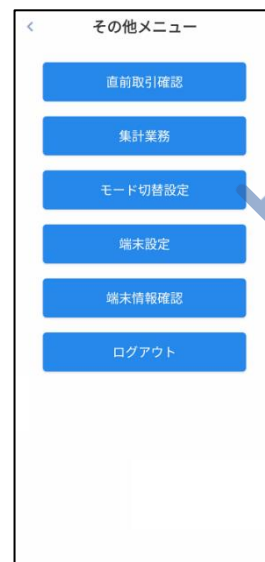 その他メニュー
直前取引確認
集計業務
モード切替設定
端末設定
端末情報確認
ログアウト